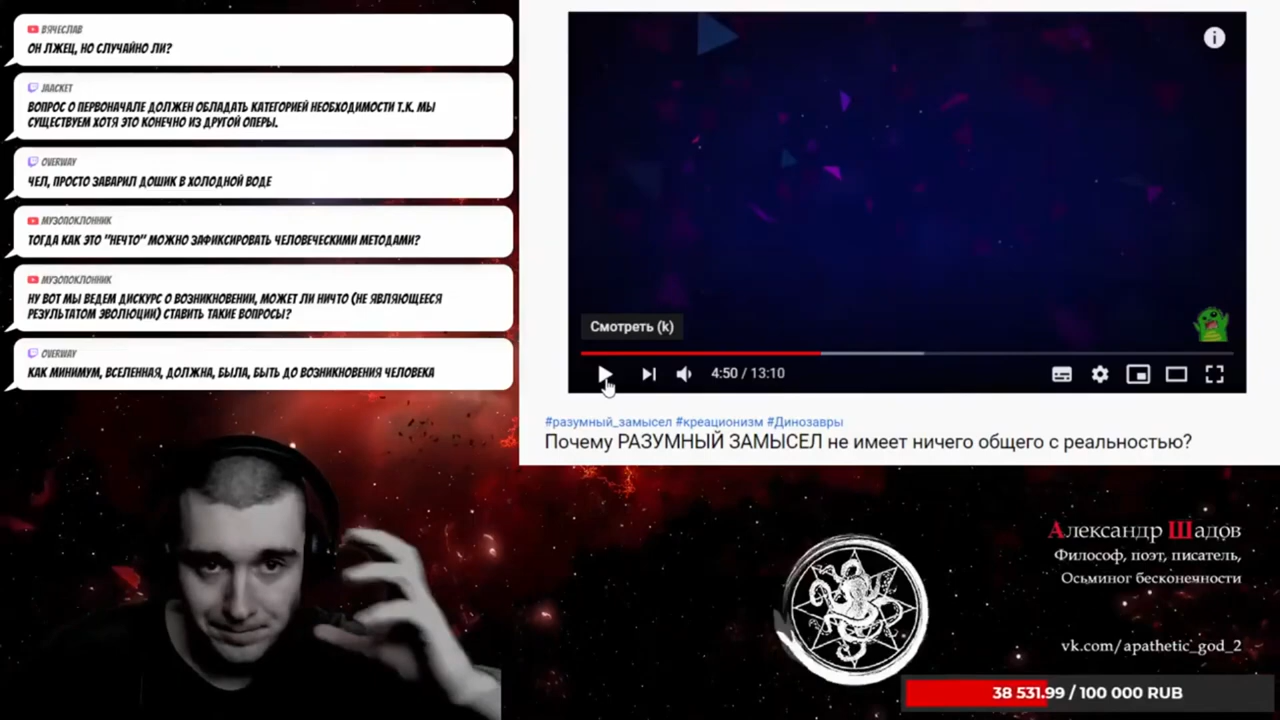 ВЯЧЕСЛАВ
ОН ЛЖЕЦ, НО СЛУЧАЙНО ЛИ?
JAACKET
ВОПРОС О ПЕРВОНАЧАЛЕ ДОЛЖЕН ОБЛАДАТЬ КАТЕГОРИЕЙ НЕОБХОДИМОСТИ Т.К. МЫ
СУЩЕСТВУЕМ ХОТЯ ЭТО КОНЕЧНО ИЗ ДРУГОЙ ОПЕРЫ.
OVERWAY
ЧЕЛ, ПРОСТО ЗАВАРИЛ ДОШИК В ХОЛОДНОЙ ВОДЕ
МУЗОПОКЛОННИК
ТОГДА КАК ЭТО "НЕЧТО" МОЖНО ЗАФИКСИРОВАТЬ ЧЕЛОВЕЧЕСКИМИ МЕТОДАМИ?
МУЗОПОКЛОННИК
НУ ВОТ МЫ ВЕДЕМ ДИСКУРС О ВОЗНИКНОВЕНИИ, МОЖЕТ ЛИ НИЧТО (НЕ ЯВЛЯЮЩЕЕСЯ
РЕЗУЛЬТАТОМ ЭВОЛЮЦИИ) СТАВИТЬ ТАКИЕ ВОПРОСЫ?
OVERWAY
КАК МИНИМУМ, ВСЕЛЕННАЯ, ДОЛЖНА, БЫЛА, БЫТЬ ДО ВОЗНИКНОВЕНИЯ ЧЕЛОВЕКА
Смотреть (k)
4:50 / 13:10
#разумный_замысел #креационизм #Динозавры
Почему РАЗУМНЫЙ ЗАМЫСЕЛ не имеет ничего общего с реальностью?
Александр Шадов
Философ, поэт, писатель,
Осьминог бесконечности
vk.com/apathetic_god_2
38 531.99 / 100 000 RUB